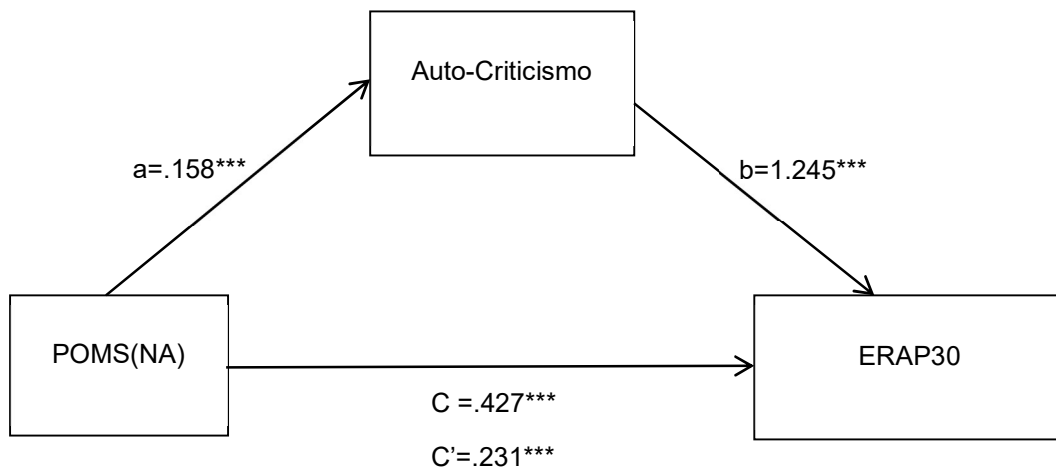 Auto-Criticismo
a=.158***
b=1.245***
POMS(NA)
ERAP30
C =.427***
C’=.231***